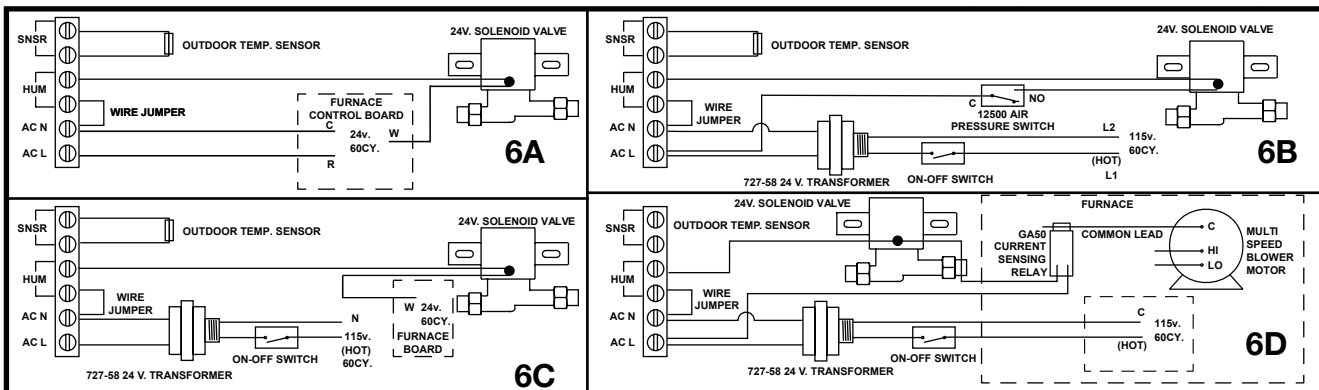 SNSR
OUTDOOR TEMP. SENSOR
24V. SOLENOID VALVE
HUM
WIRE JUMPER
FURNACE
CONTROL BOARD
AC N
C
24v.
60CY.
W
AC L
R
6A
SNSR
OUTDOOR TEMP. SENSOR
24V. SOLENOID VALVE
HUM
WIRE
JUMPER
C
NO
12500 AIR
PRESSURE SWITCH
AC N
L2
115v.
60CY.
AC L
(HOT)
L1
ON-OFF SWITCH
727-58 24 V. TRANSFORMER
6B
SNSR
OUTDOOR TEMP. SENSOR
24V. SOLENOID VALVE
HUM
WIRE
JUMPER
W
24v.
60CY.
FURNACE
BOARD
AC N
N
115v.
(HOT)
60CY.
AC L
ON-OFF SWITCH
727-58 24 V. TRANSFORMER
6C
24V. SOLENOID VALVE
FURNACE
SNSR
OUTDOOR TEMP. SENSOR
GA50
CURRENT
SENSING
RELAY
COMMON LEAD
C
HI
LO
MULTI
SPEED
BLOWER
MOTOR
HUM
WIRE
JUMPER
AC N
C
115v.
60CY.
(HOT)
AC L
ON-OFF SWITCH
727-58 24 V. TRANSFORMER
6D